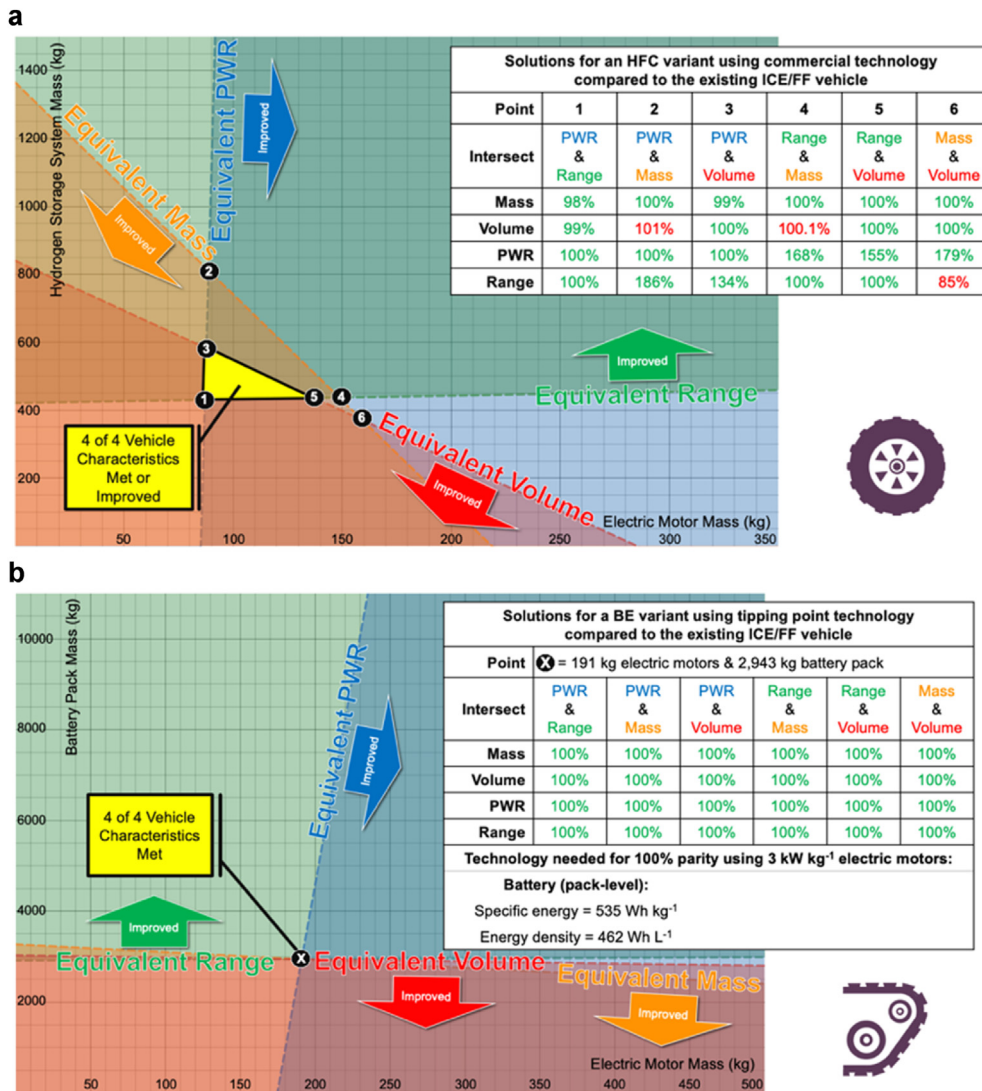 a
Hydrogen Storage System Mass (kg)
1400
1200
1000
800
600
400
200
50
100
150
200
250
300
350
Electric Motor Mass (kg)
Equivalent Mass
Improved
Equivalent PWR
Improved
Equivalent Range
Improved
Equivalent Volume
Improved
1
2
3
4
5
6
4 of 4 Vehicle
Characteristics
Met or
Improved
Solutions for an HFC variant using commercial technology
compared to the existing ICE/FF vehicle
Point 1 2 3 4 5 6
Intersect PWR & Range PWR & Mass PWR & Volume Range & Mass Range & Volume Mass & Volume
Mass 98% 100% 99% 100% 100% 100%
Volume 99% 101% 100% 100.1% 100% 100%
PWR 100% 100% 100% 168% 155% 179%
Range 100% 186% 134% 100% 100% 85%
b
Battery Pack Mass (kg)
10000
8000
6000
4000
2000
50
100
150
200
250
300
350
400
450
500
Electric Motor Mass (kg)
Equivalent PWR
Improved
Equivalent Range
Improved
Equivalent Volume
Improved
Equivalent Mass
Improved
X
4 of 4 Vehicle
Characteristics
Met
Solutions for a BE variant using tipping point technology
compared to the existing ICE/FF vehicle
Point X = 191 kg electric motors & 2,943 kg battery pack
Intersect PWR & Range PWR & Mass PWR & Volume Range & Mass Range & Volume Mass & Volume
Mass 100% 100% 100% 100% 100% 100%
Volume 100% 100% 100% 100% 100% 100%
PWR 100% 100% 100% 100% 100% 100%
Range 100% 100% 100% 100% 100% 100%
Technology needed for 100% parity using 3 kW kg⁻¹ electric motors:
Battery (pack-level):
Specific energy = 535 Wh kg⁻¹
Energy density = 462 Wh L⁻¹